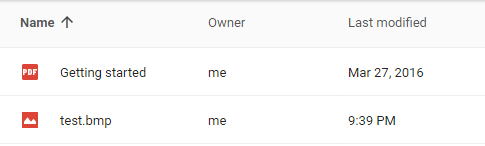 Name Owner Last modified
PDF Getting started me Mar 27, 2016
test.bmp me 9:39 PM